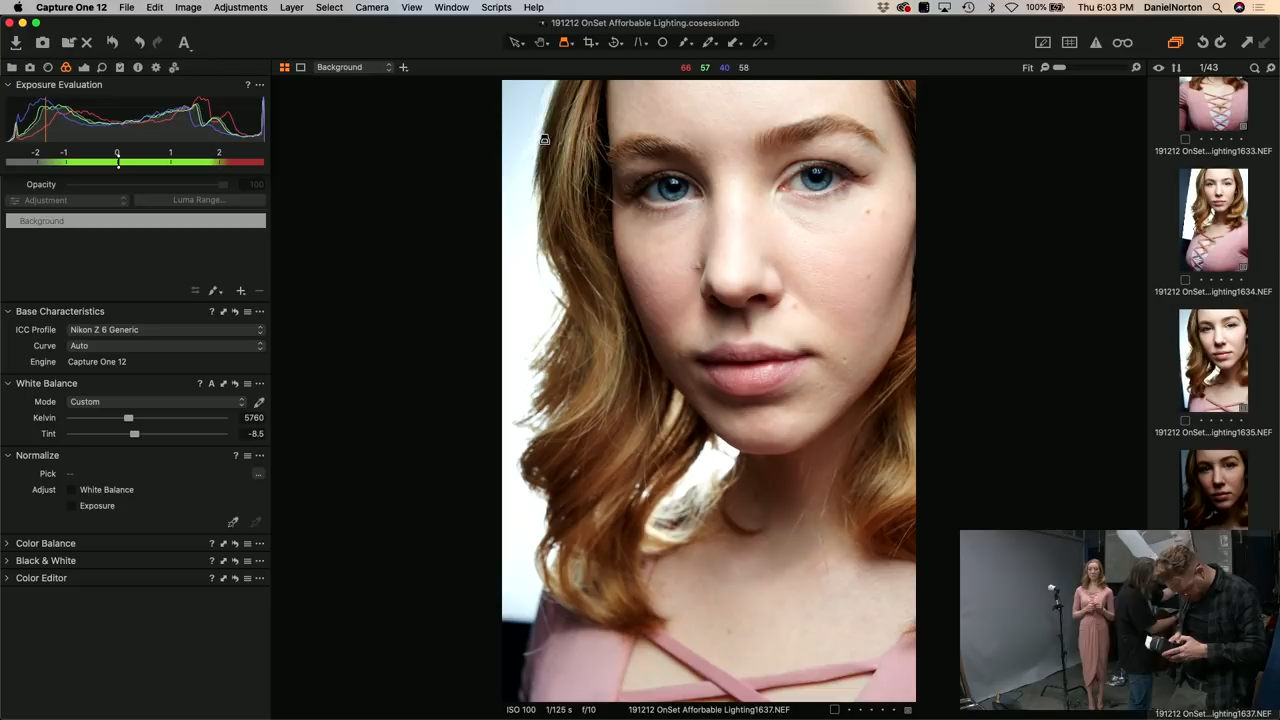 Capture One 12 File Edit Image Adjustments Layer Select Camera View Window Scripts Help 100% Thu 6:03 PM DanielNorton
191212 OnSet Afforbable Lighting.cosessiondb
Background
66 57 40 58
Fit
1/43
Exposure Evaluation ?
-2 -1 0 1 2
Opacity 100
Adjustment Luma Range...
Background
Base Characteristics ?
ICC Profile Nikon Z 6 Generic
Curve Auto
Engine Capture One 12
White Balance ? A
Mode Custom
Kelvin 5760
Tint -8.5
Normalize ?
Pick -- ...
Adjust White Balance
Exposure
Color Balance ?
Black & White ?
Color Editor ?
191212 OnSet...ighting1633.NEF
191212 OnSet...ighting1634.NEF
191212 OnSet...ighting1635.NEF
191212 OnSet...ighting1637.NEF
ISO 100 1/125 s f/10 191212 OnSet Affordable Lighting1637.NEF